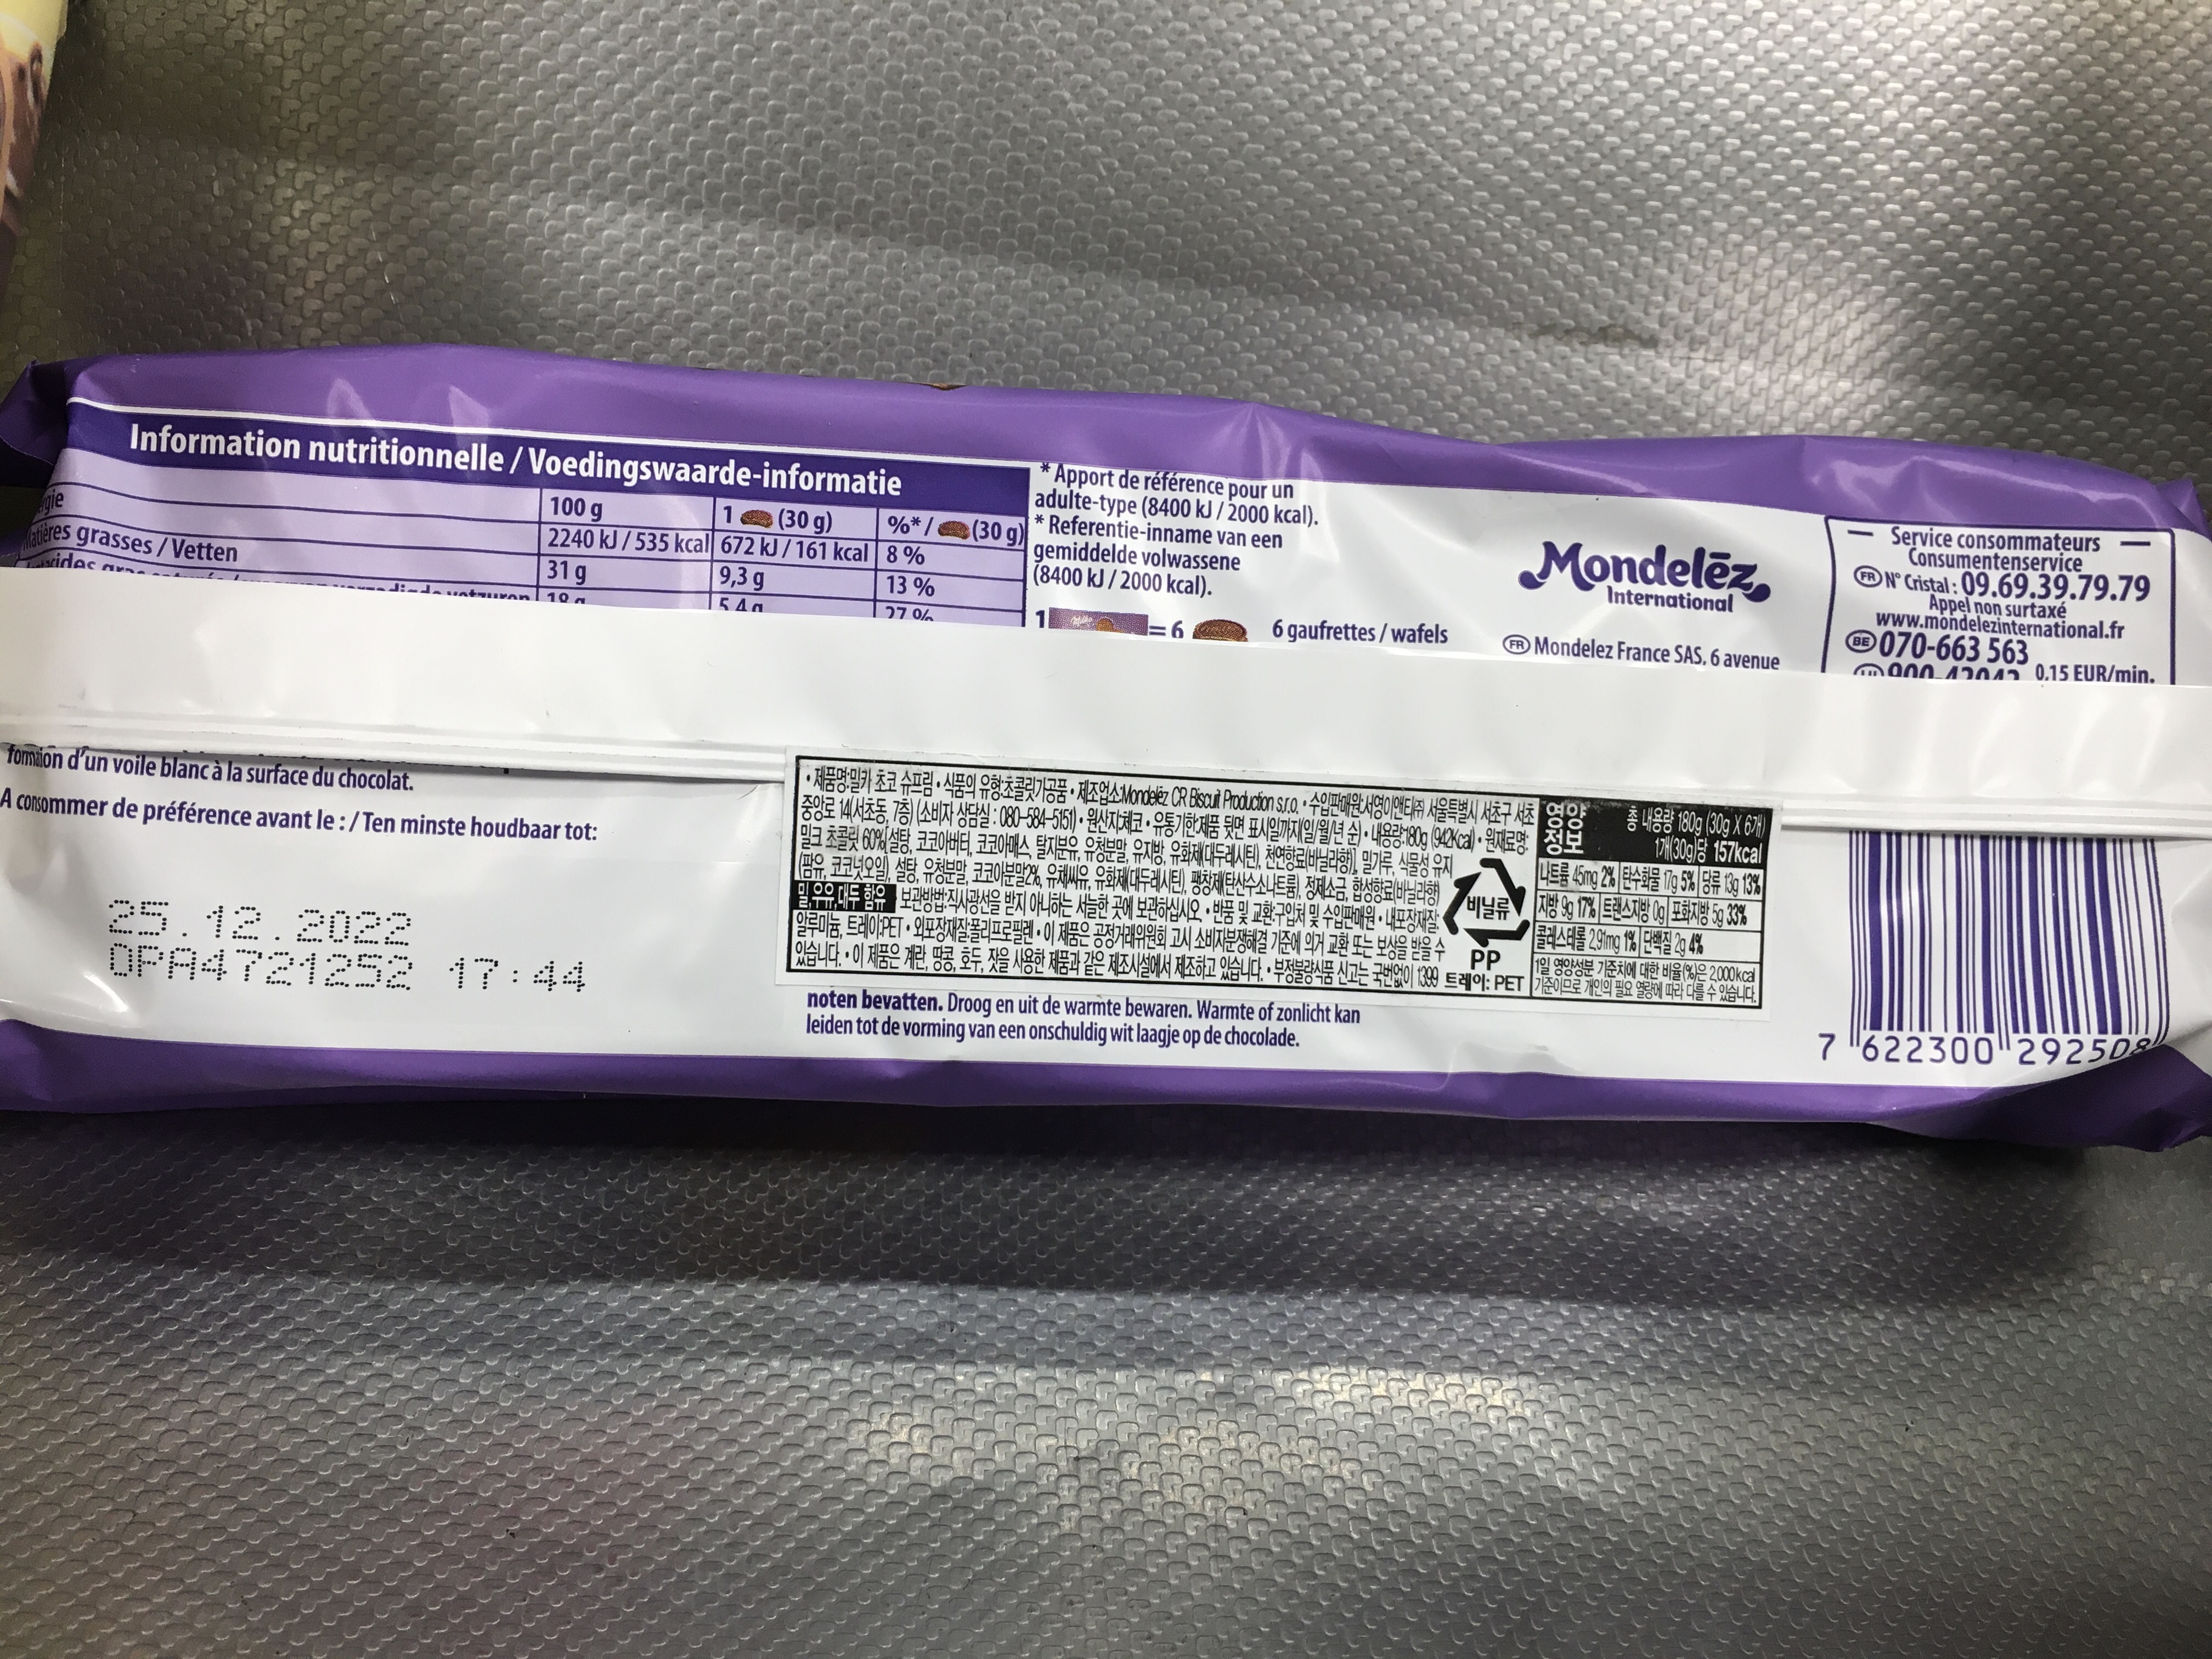 Information nutritionnelle / Voedingswaarde-informatie
100 g
1 (30 g)
%*/ (30 g)
2240 kJ / 535 kcal
672 kJ / 161 kcal
8 %
grasses / Vetten
31 g
9,3 g
13 %
18 g
5,4 g
27 %
* Apport de référence pour un
adulte-type (8400 kJ / 2000 kcal).
* Referentie-inname van een
gemiddelde volwassene
(8400 kJ / 2000 kcal).
1 = 6
6 gaufrettes / wafels
Mondelēz
International
FR Mondelez France SAS, 6 avenue
Service consommateurs
Consumentenservice
FR N° Cristal : 09.69.39.79.79
Appel non surtaxé
www.mondelezinternational.fr
BE 070-663 563
0,15 EUR/min.
d'un voile blanc à la surface du chocolat.
A consommer de préférence avant le : / Ten minste houdbaar tot:
25.12.2022
OPA4721252 17:44
• 제품명:밀카 초코 슈프림 • 식품의 유형:초콜릿가공품 • 제조업소:Mondelēz CR Biscuit Production s.r.o. • 수입판매원:서영이앤티㈜ 서울특별시 서초구 서초
중앙로 14(서초동, 7층) (소비자 상담실 : 080-584-5151) • 원산지:체코 • 유통기한:제품 뒷면 표시일까지(일/월/년 순) • 내용량:180g (942kcal) • 원재료명:
밀크 초콜릿 60%[설탕, 코코아버터, 코코아매스, 탈지분유, 유청분말, 유지방, 유화제(대두레시틴), 천연향료(바닐라향)], 밀가루, 식물성 유지
(팜유, 코코넛오일), 설탕, 유청분말, 코코아분말2%, 유채씨유, 유화제(대두레시틴), 팽창제(탄산수소나트륨), 정제소금, 합성향료(바닐라향)
밀,우유,대두 함유 보관방법:직사광선을 받지 아니하는 서늘한 곳에 보관하십시오. • 반품 및 교환:구입처 및 수입판매원 • 내포장재질:
알루미늄, 트레이:PET • 외포장재질:폴리프로필렌 • 이 제품은 공정거래위원회 고시 소비자분쟁해결 기준에 의거 교환 또는 보상을 받을 수
있습니다. • 이 제품은 계란, 땅콩, 호두, 잣을 사용한 제품과 같은 제조시설에서 제조하고 있습니다. • 부정불량식품 신고는 국번없이 1399
비닐류
PP
트레이: PET
영양
정보
총 내용량 180g (30g X 6개)
1개(30g)당 157kcal
나트륨 45mg 2% 탄수화물 17g 5% 당류 13g 13%
지방 9g 17% 트랜스지방 0g 포화지방 5g 33%
콜레스테롤 2.91mg 1% 단백질 2g 4%
1일 영양성분 기준치에 대한 비율(%)은 2,000kcal
기준이므로 개인의 필요 열량에 따라 다를 수 있습니다.
noten bevatten. Droog en uit de warmte bewaren. Warmte of zonlicht kan
leiden tot de vorming van een onschuldig wit laagje op de chocolade.
7 622300 292508